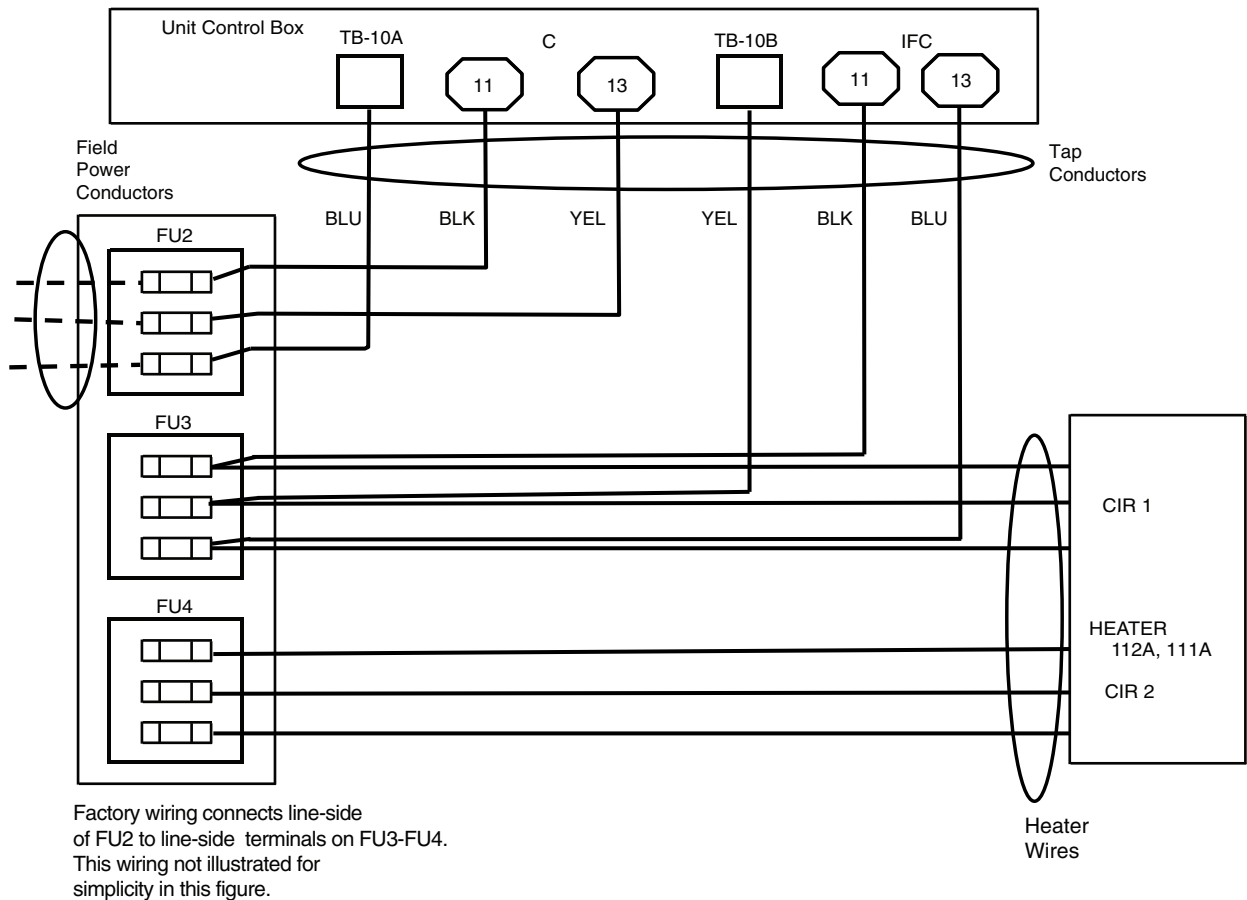 Unit Control Box
TB-10A
C
TB-10B
IFC
11
13
11
13
Field
Power
Conductors
Tap
Conductors
BLU
BLK
YEL
YEL
BLK
BLU
FU2
FU3
CIR 1
FU4
HEATER
112A, 111A
CIR 2
Factory wiring connects line-side
of FU2 to line-side terminals on FU3-FU4.
This wiring not illustrated for
simplicity in this figure.
Heater
Wires